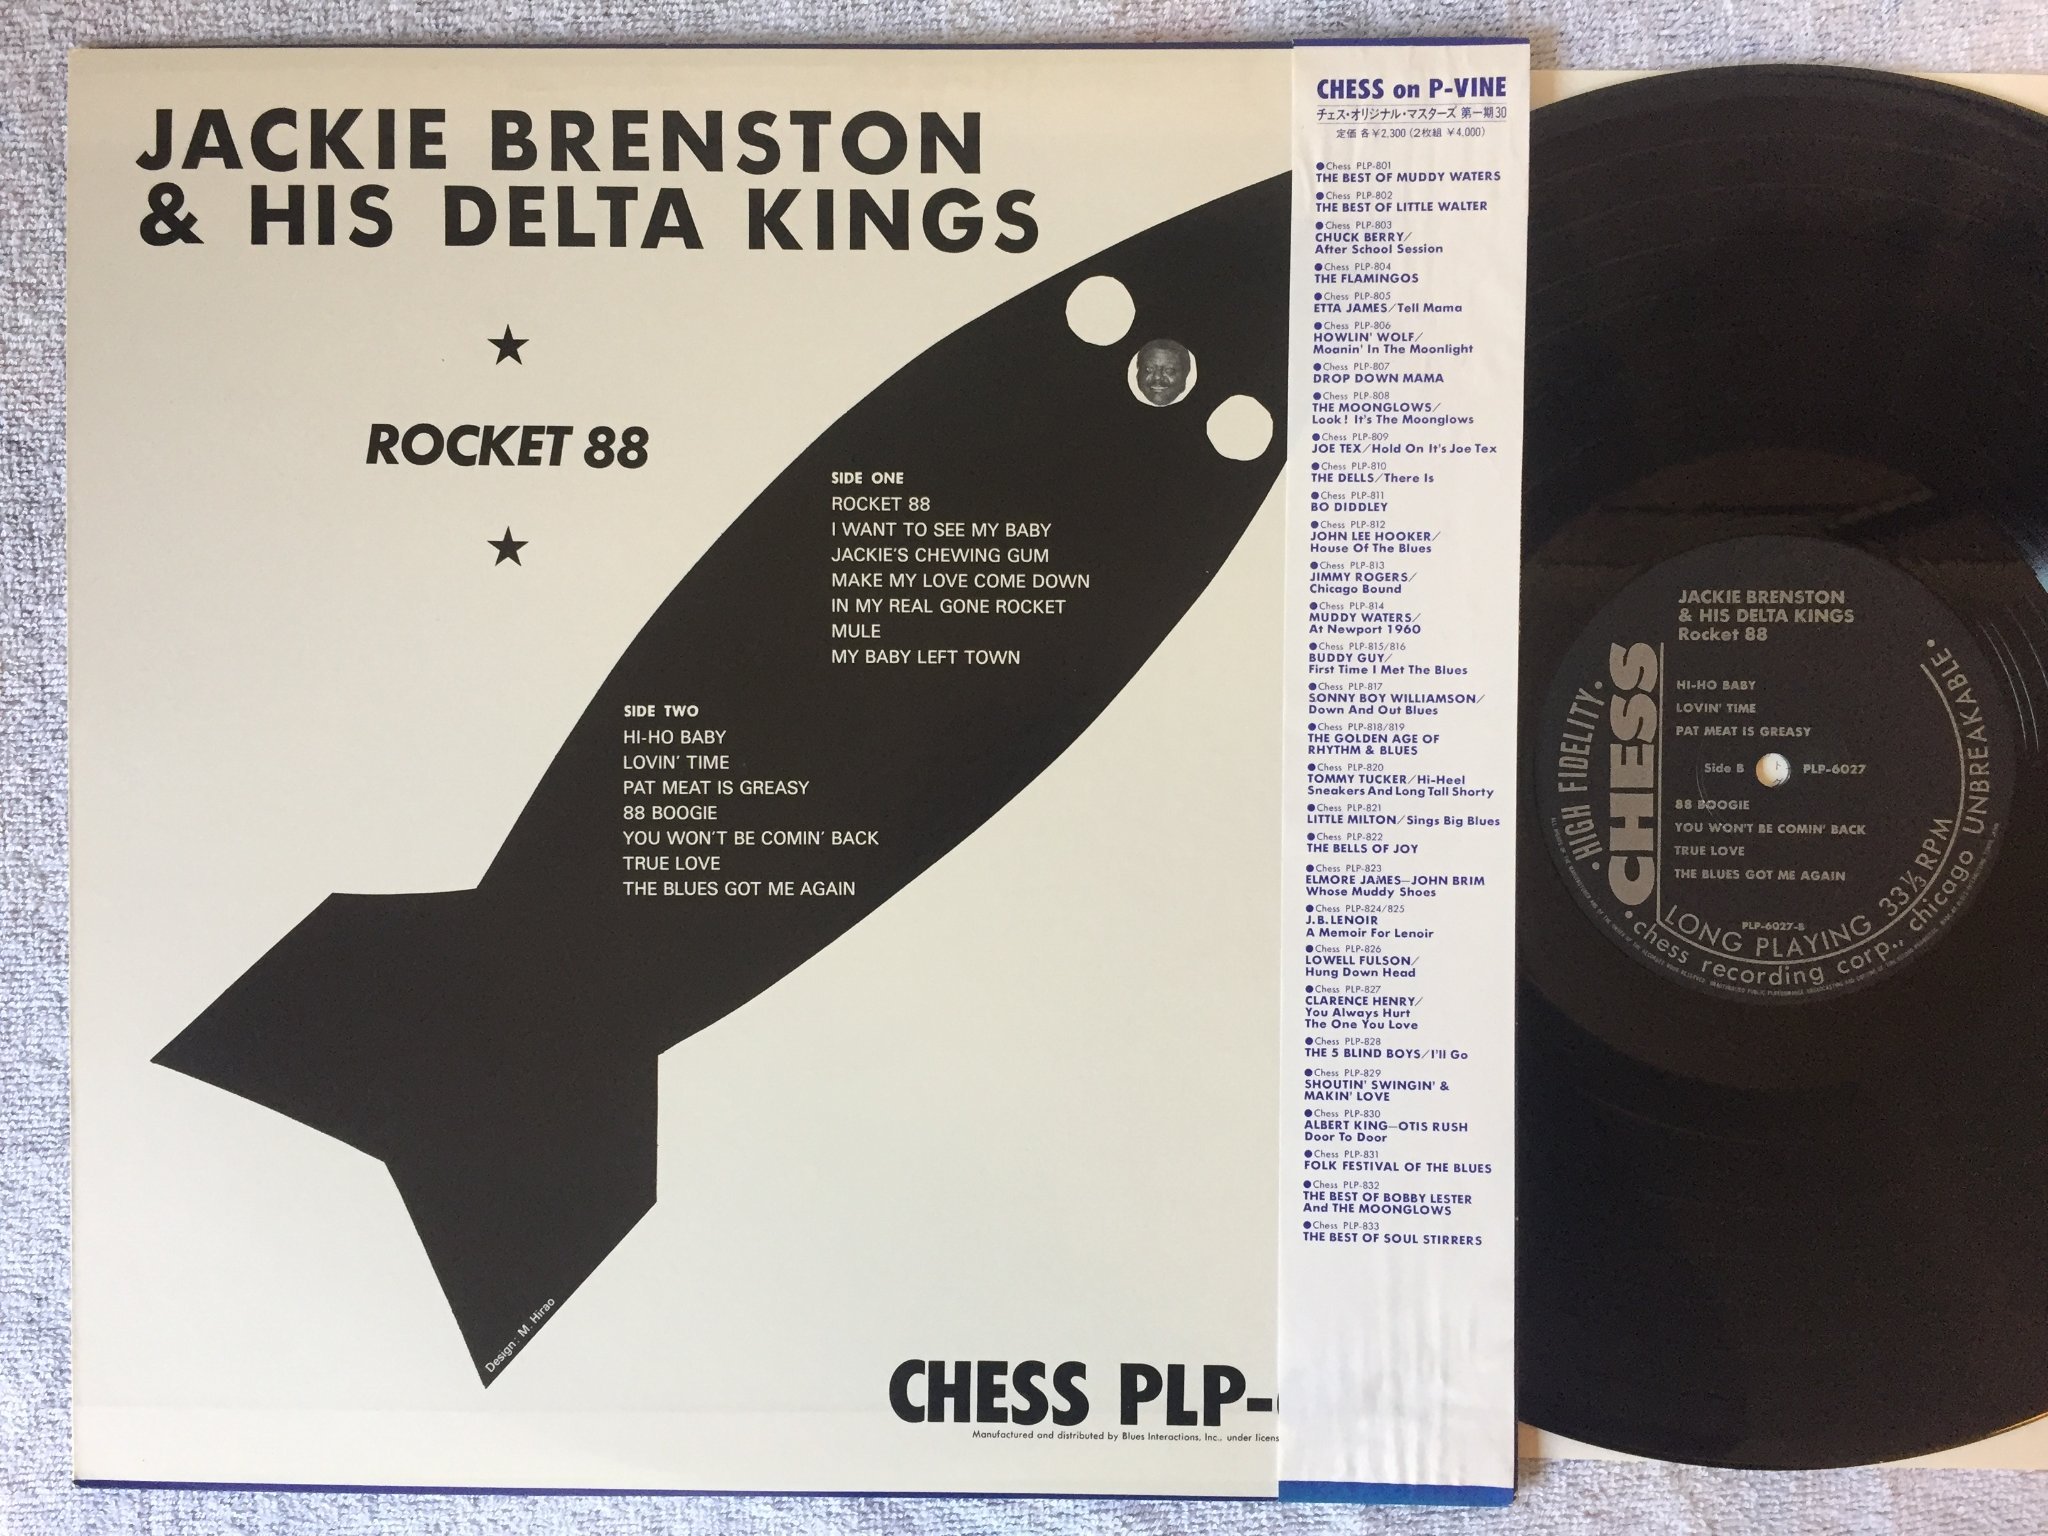 JACKIE BRENSTON
& HIS DELTA KINGS
★
ROCKET 88
★
SIDE ONE
ROCKET 88
I WANT TO SEE MY BABY
JACKIE'S CHEWING GUM
MAKE MY LOVE COME DOWN
IN MY REAL GONE ROCKET
MULE
MY BABY LEFT TOWN
SIDE TWO
HI-HO BABY
LOVIN' TIME
PAT MEAT IS GREASY
88 BOOGIE
YOU WON'T BE COMIN' BACK
TRUE LOVE
THE BLUES GOT ME AGAIN
Design: M. Hirao
CHESS PLP-
Manufactured and distributed by Blues Interactions, Inc., under licens
CHESS on P-VINE
チェス・オリジナル・マスターズ 第一期30
定価 各¥2,300 (2枚組 ¥4,000)
●Chess PLP-801
THE BEST OF MUDDY WATERS
●Chess PLP-802
THE BEST OF LITTLE WALTER
●Chess PLP-803
CHUCK BERRY/
After School Session
●Chess PLP-804
THE FLAMINGOS
●Chess PLP-805
ETTA JAMES/Tell Mama
●Chess PLP-806
HOWLIN' WOLF/
Moanin' In The Moonlight
●Chess PLP-807
DROP DOWN MAMA
●Chess PLP-808
THE MOONGLOWS/
Look! It's The Moonglows
●Chess PLP-809
JOE TEX/Hold On It's Joe Tex
●Chess PLP-810
THE DELLS/There Is
●Chess PLP-811
BO DIDDLEY
●Chess PLP-812
JOHN LEE HOOKER/
House Of The Blues
●Chess PLP-813
JIMMY ROGERS/
Chicago Bound
●Chess PLP-814
MUDDY WATERS/
At Newport 1960
●Chess PLP-815/816
BUDDY GUY/
First Time I Met The Blues
●Chess PLP-817
SONNY BOY WILLIAMSON/
Down And Out Blues
●Chess PLP-818/819
THE GOLDEN AGE OF
RHYTHM & BLUES
●Chess PLP-820
TOMMY TUCKER/Hi-Heel
Sneakers And Long Tall Shorty
●Chess PLP-821
LITTLE MILTON/Sings Big Blues
●Chess PLP-822
THE BELLS OF JOY
●Chess PLP-823
ELMORE JAMES—JOHN BRIM
Whose Muddy Shoes
●Chess PLP-824/825
J.B.LENOIR
A Memoir For Lenoir
●Chess PLP-826
LOWELL FULSON/
Hung Down Head
●Chess PLP-827
CLARENCE HENRY/
You Always Hurt
The One You Love
●Chess PLP-828
THE 5 BLIND BOYS/I'll Go
●Chess PLP-829
SHOUTIN' SWINGIN' &
MAKIN' LOVE
●Chess PLP-830
ALBERT KING—OTIS RUSH
Door To Door
●Chess PLP-831
FOLK FESTIVAL OF THE BLUES
●Chess PLP-832
THE BEST OF BOBBY LESTER
And THE MOONGLOWS
●Chess PLP-833
THE BEST OF SOUL STIRRERS
JACKIE BRENSTON
& HIS DELTA KINGS
Rocket 88
HI-HO BABY
LOVIN' TIME
PAT MEAT IS GREASY
Side B PLP-6027
88 BOOGIE
YOU WON'T BE COMIN' BACK
TRUE LOVE
THE BLUES GOT ME AGAIN
PLP-6027-B
CHESS
• HIGH FIDELITY •
LONG PLAYING 33⅓ RPM
• chess recording corp., chicago UNBREAKABLE •